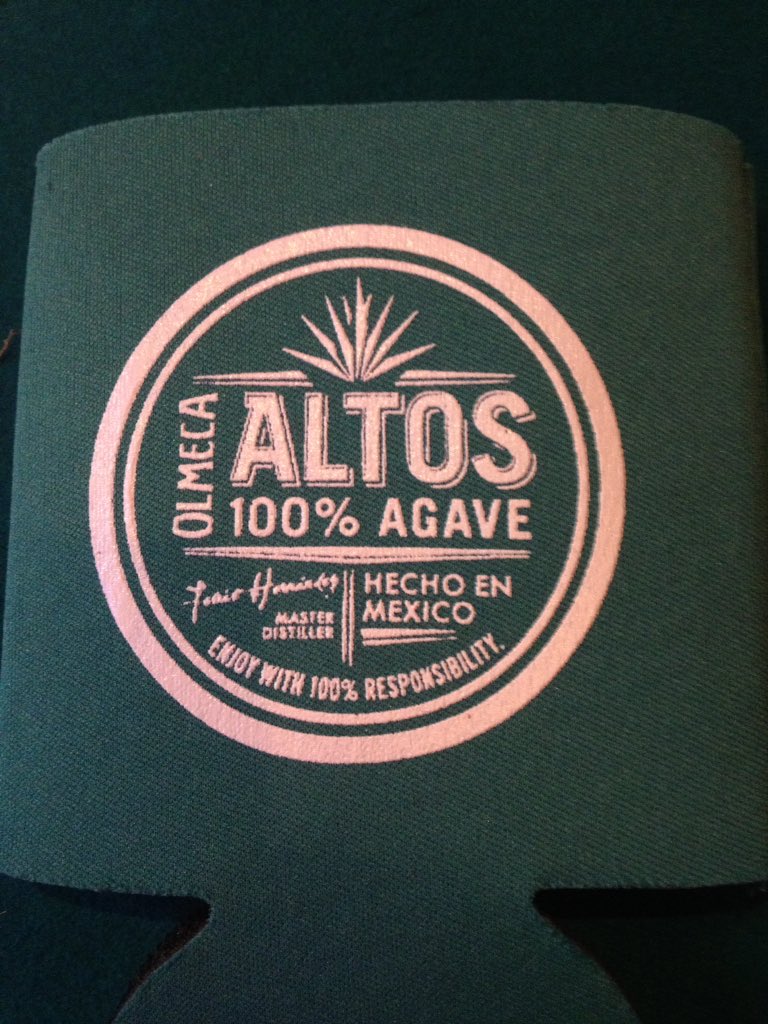 OLMECA
ALTOS
100% AGAVE
MASTER
DISTILLER
HECHO EN
MEXICO
ENJOY WITH 100% RESPONSIBILITY.